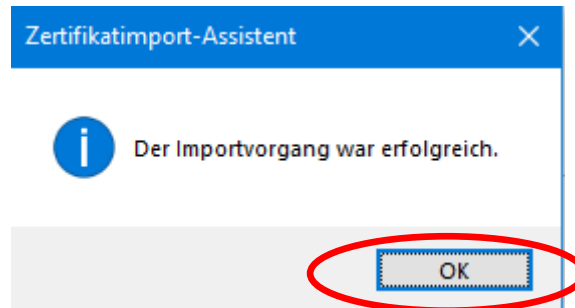 Zertifikatimport-Assistent
Der Importvorgang war erfolgreich.
OK